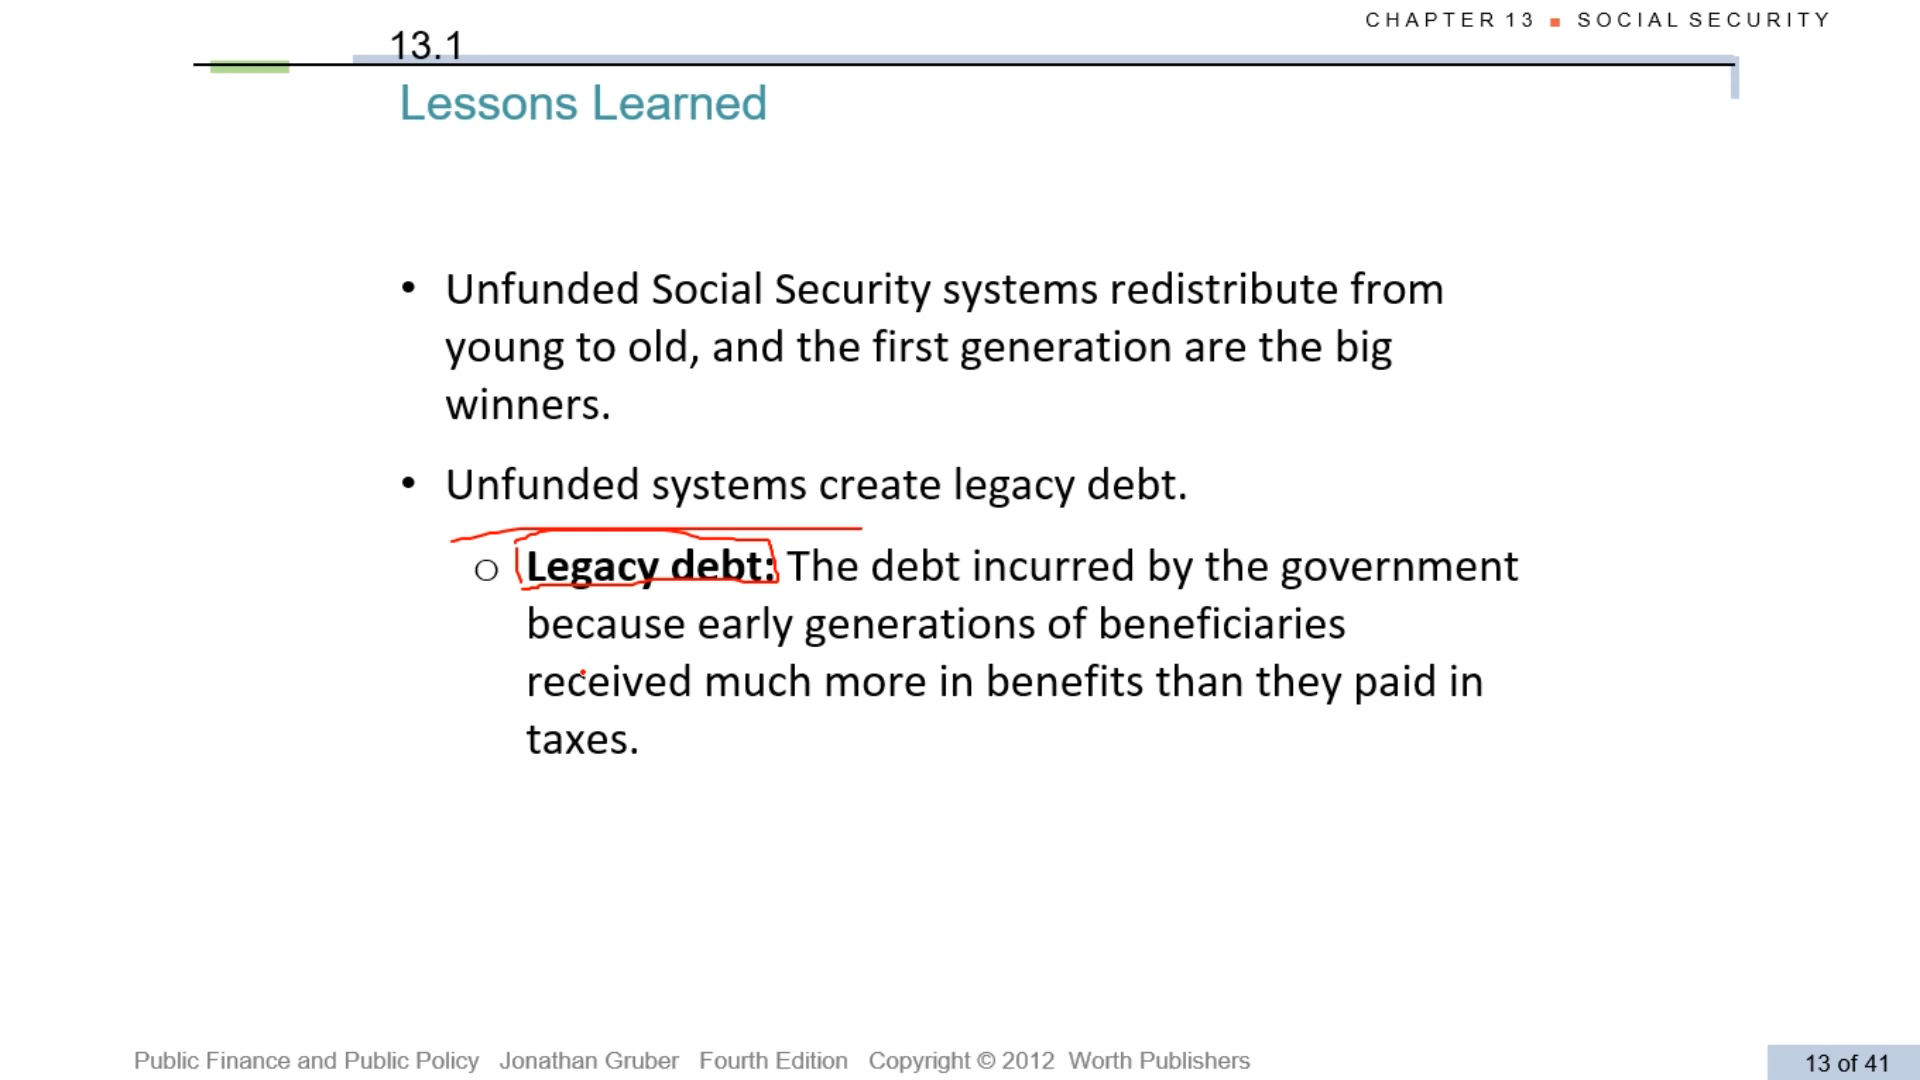 CHAPTER 13 ■ SOCIAL SECURITY
13.1
Lessons Learned
• Unfunded Social Security systems redistribute from
young to old, and the first generation are the big
winners.
• Unfunded systems create legacy debt.
o Legacy debt: The debt incurred by the government
because early generations of beneficiaries
received much more in benefits than they paid in
taxes.
Public Finance and Public Policy Jonathan Gruber Fourth Edition Copyright © 2012 Worth Publishers
13 of 41